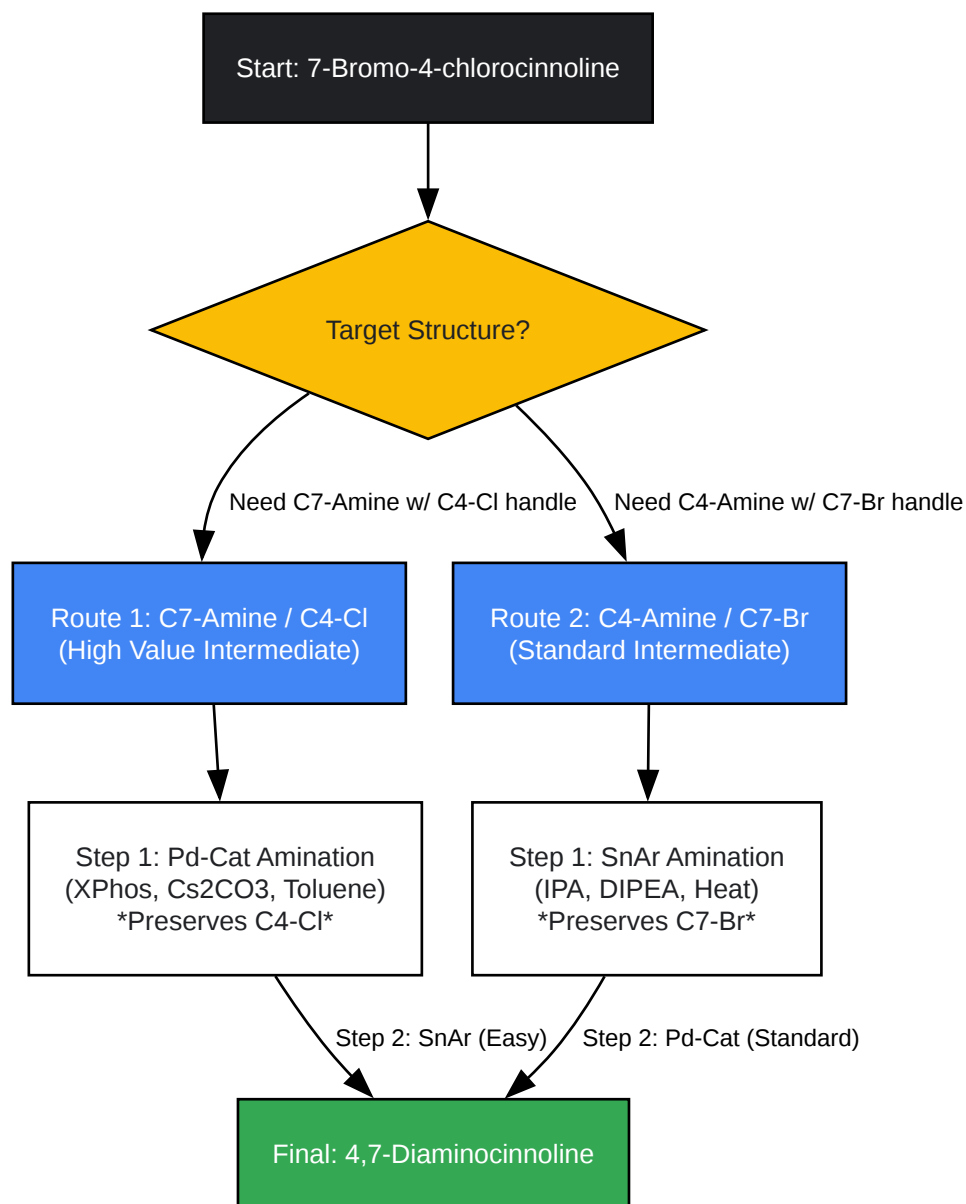 Start: 7-Bromo-4-chlorocinnoline
Target Structure?
Need C7-Amine w/ C4-Cl handle
Need C4-Amine w/ C7-Br handle
Route 1: C7-Amine / C4-Cl
(High Value Intermediate)
Route 2: C4-Amine / C7-Br
(Standard Intermediate)
Step 1: Pd-Cat Amination
(XPhos, Cs2CO3, Toluene)
*Preserves C4-Cl*
Step 1: SnAr Amination
(IPA, DIPEA, Heat)
*Preserves C7-Br*
Step 2: SnAr (Easy)
Step 2: Pd-Cat (Standard)
Final: 4,7-Diaminocinnoline